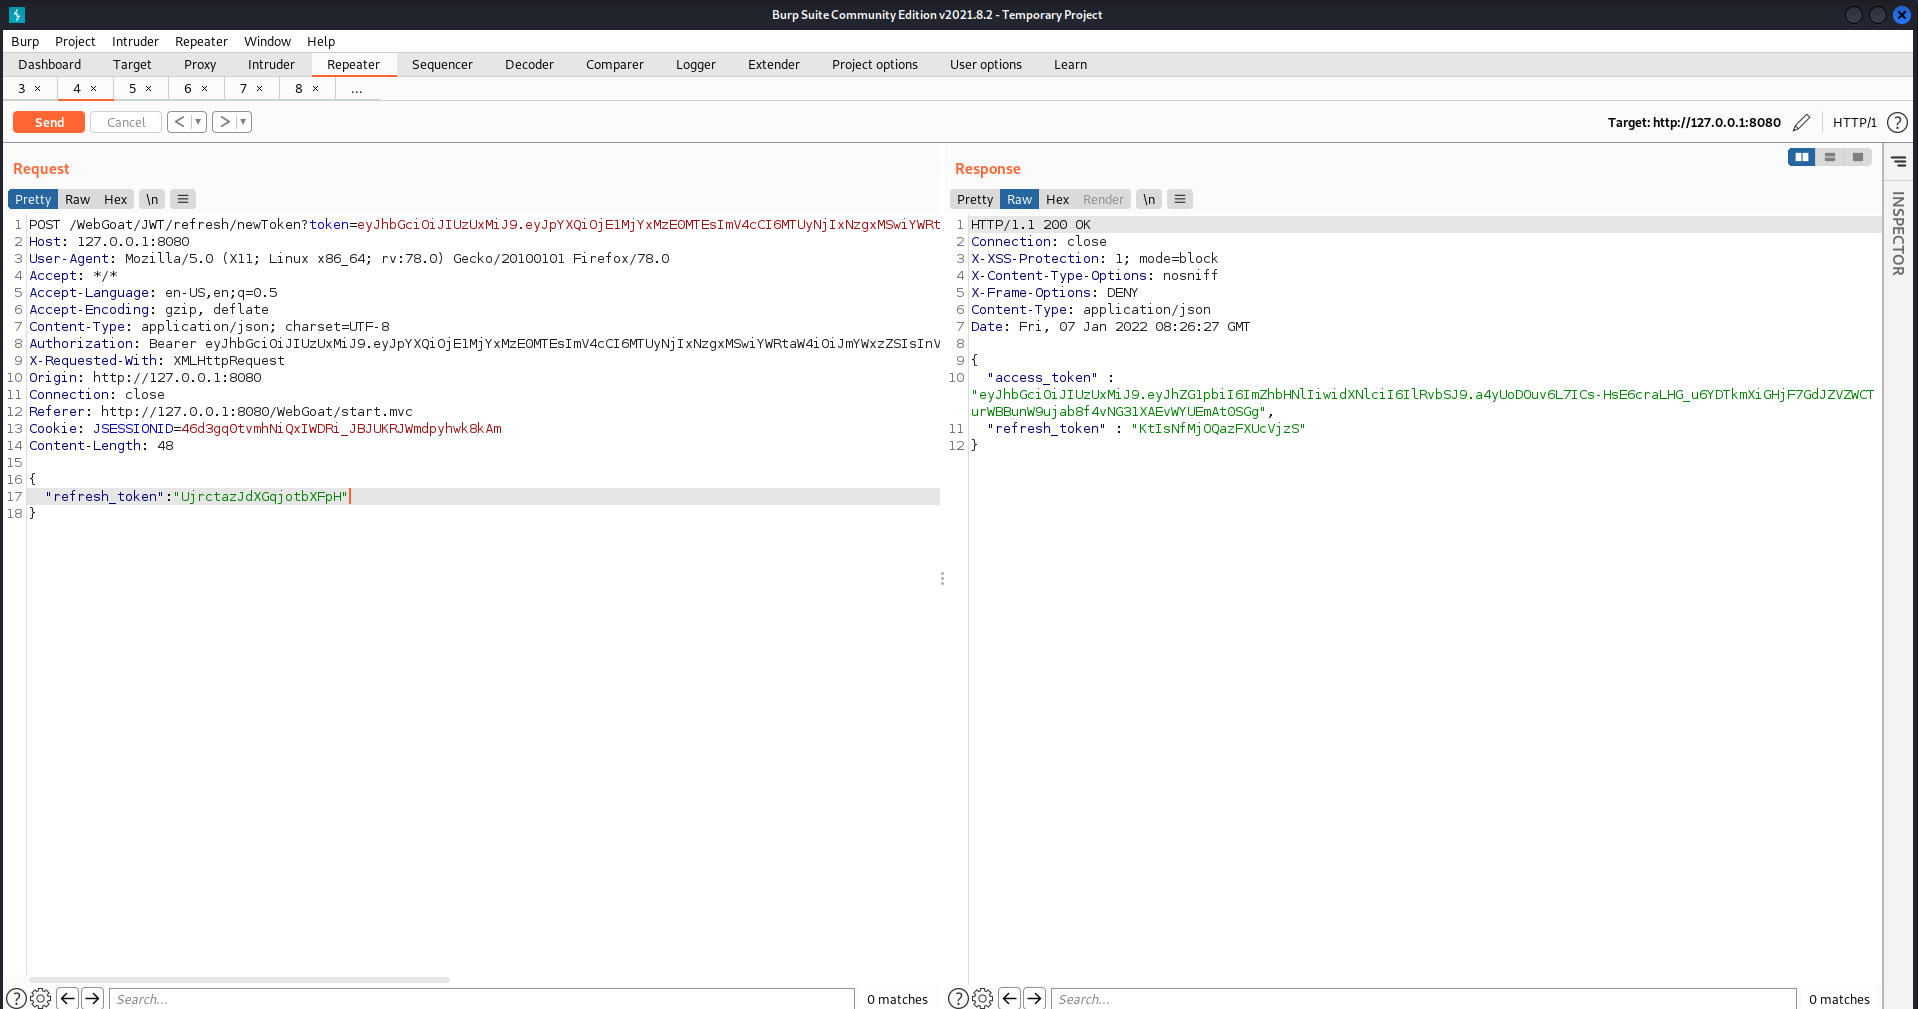 Burp Suite Community Edition v2021.8.2 - Temporary Project
Burp Project Intruder Repeater Window Help
Dashboard Target Proxy Intruder Repeater Sequencer Decoder Comparer Logger Extender Project options User options Learn
3 × 4 × 5 × 6 × 7 × 8 × ...
Send Cancel < > Target: http://127.0.0.1:8080 HTTP/1 ?
Request
Pretty Raw Hex \n
1 POST /WebGoat/JWT/refresh/newToken?token=eyJhbGciOiJIUzUxMiJ9.eyJpYXQiOjE1MjYxMzE0MTEsImV4cCI6MTUyNjIxNzgxMSwiYWRt
2 Host: 127.0.0.1:8080
3 User-Agent: Mozilla/5.0 (X11; Linux x86_64; rv:78.0) Gecko/20100101 Firefox/78.0
4 Accept: */*
5 Accept-Language: en-US,en;q=0.5
6 Accept-Encoding: gzip, deflate
7 Content-Type: application/json; charset=UTF-8
8 Authorization: Bearer eyJhbGciOiJIUzUxMiJ9.eyJpYXQiOjE1MjYxMzE0MTEsImV4cCI6MTUyNjIxNzgxMSwiYWRtaW4iOiJmYWxzZSIsInV
9 X-Requested-With: XMLHttpRequest
10 Origin: http://127.0.0.1:8080
11 Connection: close
12 Referer: http://127.0.0.1:8080/WebGoat/start.mvc
13 Cookie: JSESSIONID=46d3gqOtvmhNiQxIWDRi_JBJUKRJWmdpyhwk8kAm
14 Content-Length: 48
15
16 {
17 "refresh_token":"UjrctazJdXGqjotbXFpH"
18 }
? Search... 0 matches
Response
Pretty Raw Hex Render \n
1 HTTP/1.1 200 OK
2 Connection: close
3 X-XSS-Protection: 1; mode=block
4 X-Content-Type-Options: nosniff
5 X-Frame-Options: DENY
6 Content-Type: application/json
7 Date: Fri, 07 Jan 2022 08:26:27 GMT
8
9 {
10 "access_token" :
"eyJhbGciOiJIUzUxMiJ9.eyJhZG1pbiI6ImZhbHNlIiwidXNlciI6IlRvbSJ9.a4yUoDOuv6L7ICs-HsE6craLHG_u6YDTkmXiGHjF7GdJZVZWCT
urWBBunW9ujab8f4vNG31XAEvWYUEmAt0SGg",
11 "refresh_token" : "KtIsNfMjOQazFXUcVjzS"
12 }
? Search... 0 matches
INSPECTOR